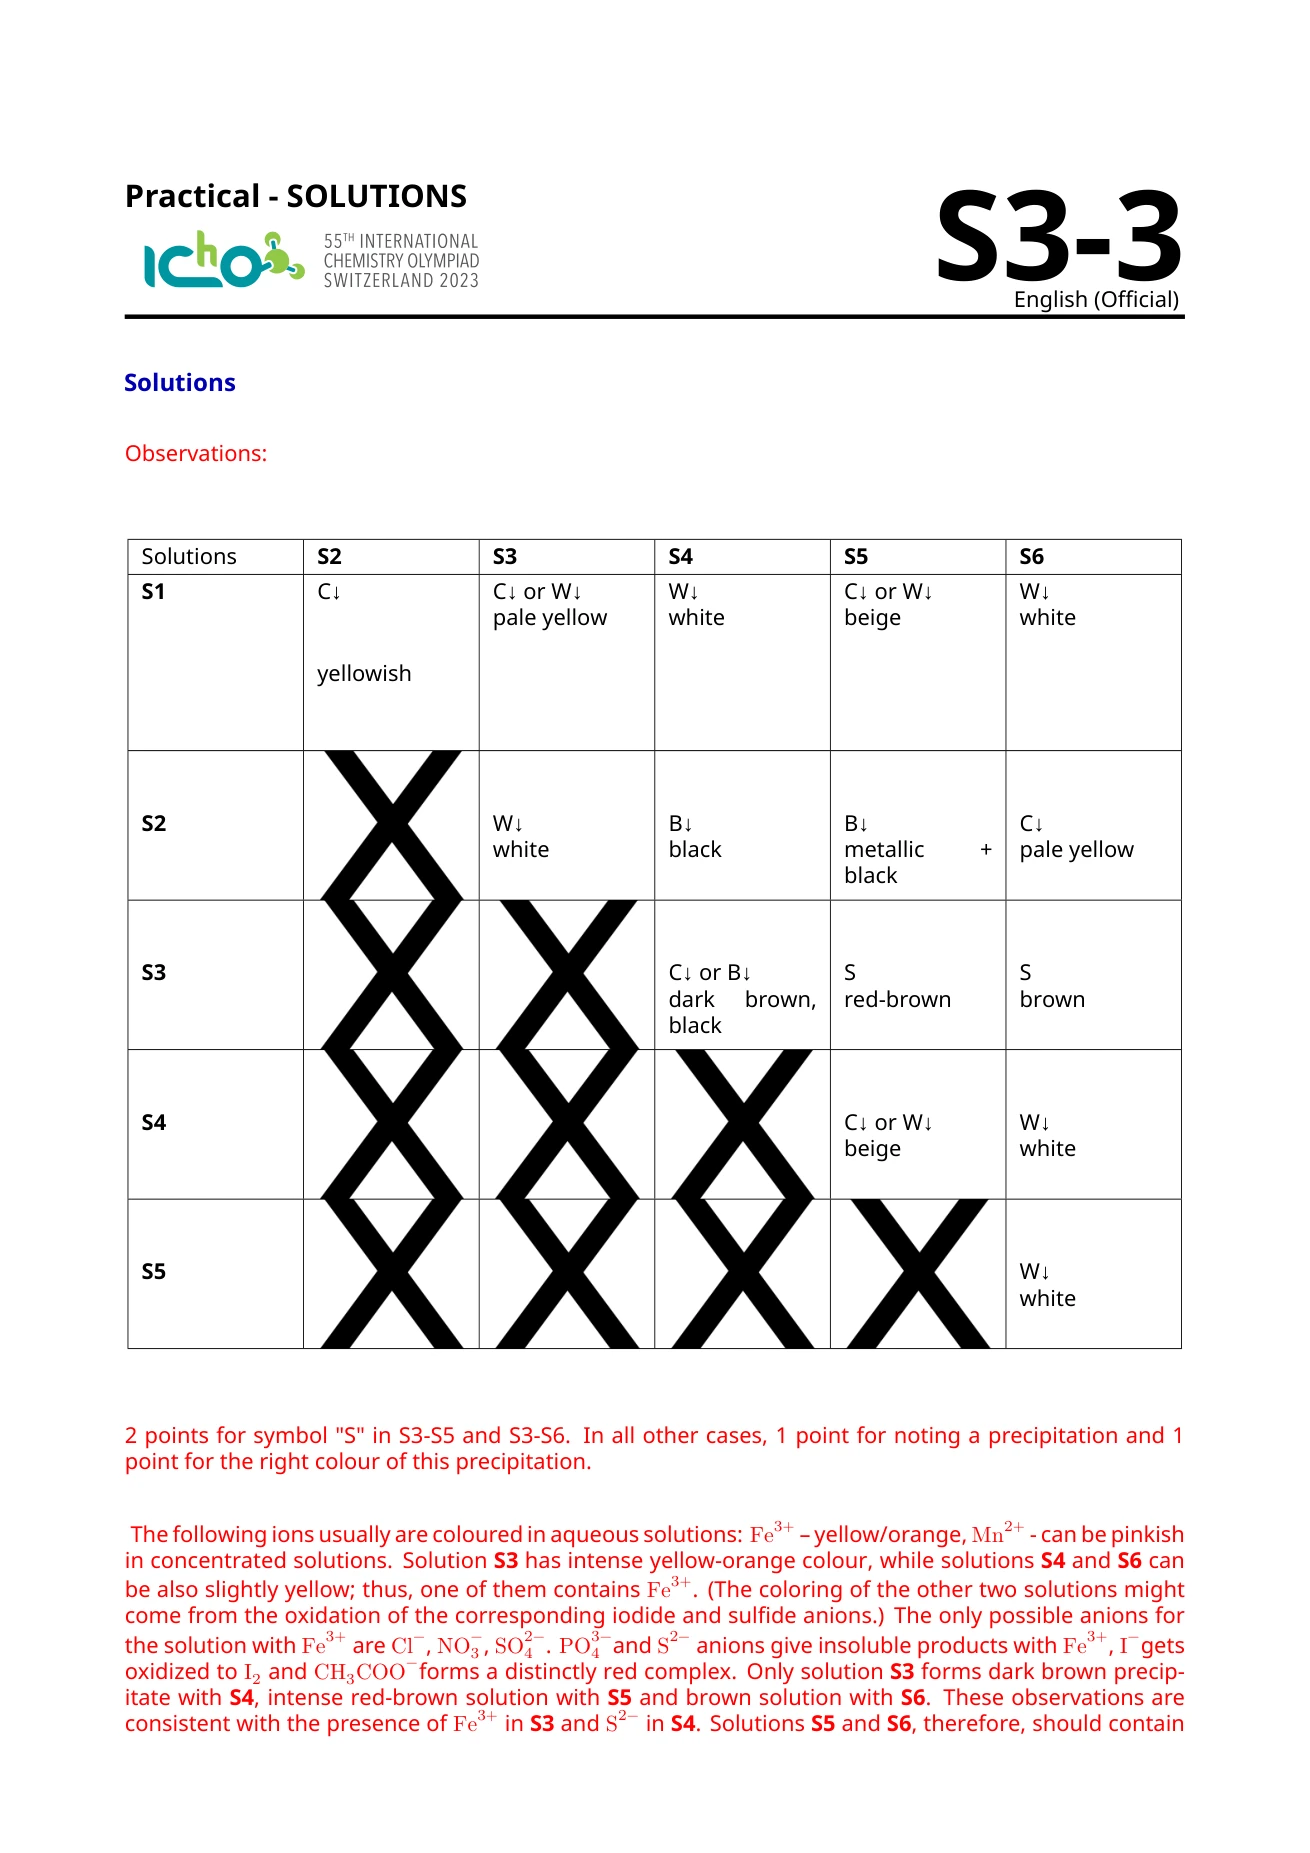 Practical - SOLUTIONS
S3-3
IChO
55TH INTERNATIONAL
CHEMISTRY OLYMPIAD
SWITZERLAND 2023
English (Official)
Solutions
Observations:
Solutions S2 S3 S4 S5 S6
S1
C↓
yellowish
C↓ or W↓
pale yellow
W↓
white
C↓ or W↓
beige
W↓
white
S2
W↓
white
B↓
black
B↓
metallic +
black
C↓
pale yellow
S3
C↓ or B↓
dark brown,
black
S
red-brown
S
brown
S4
C↓ or W↓
beige
W↓
white
S5
W↓
white
2 points for symbol "S" in S3-S5 and S3-S6. In all other cases, 1 point for noting a precipitation and 1
point for the right colour of this precipitation.
The following ions usually are coloured in aqueous solutions: Fe³⁺ – yellow/orange, Mn²⁺ - can be pinkish
in concentrated solutions. Solution S3 has intense yellow-orange colour, while solutions S4 and S6 can
be also slightly yellow; thus, one of them contains Fe³⁺. (The coloring of the other two solutions might
come from the oxidation of the corresponding iodide and sulfide anions.) The only possible anions for
the solution with Fe³⁺ are Cl⁻, NO₃⁻, SO₄²⁻. PO₄³⁻and S²⁻ anions give insoluble products with Fe³⁺, I⁻gets
oxidized to I₂ and CH₃COO⁻forms a distinctly red complex. Only solution S3 forms dark brown precip-
itate with S4, intense red-brown solution with S5 and brown solution with S6. These observations are
consistent with the presence of Fe³⁺ in S3 and S²⁻ in S4. Solutions S5 and S6, therefore, should contain